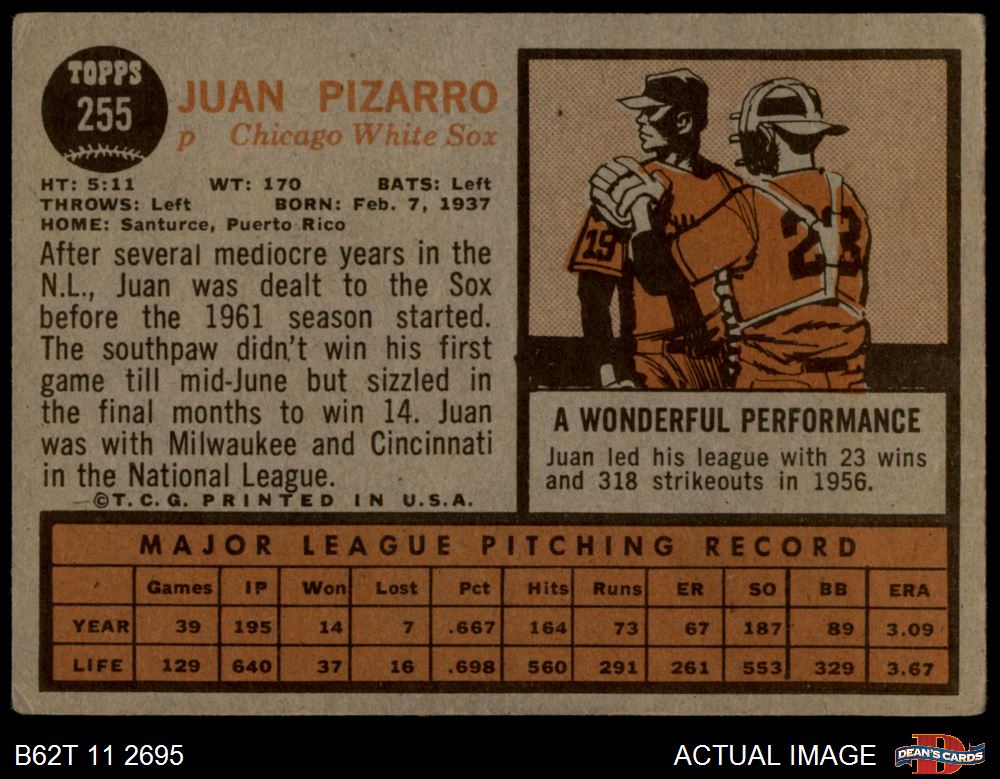 TOPPS
255
JUAN PIZARRO
p Chicago White Sox
HT: 5:11 WT: 170 BATS: Left
THROWS: Left BORN: Feb. 7, 1937
HOME: Santurce, Puerto Rico
After several mediocre years in the
N.L., Juan was dealt to the Sox
before the 1961 season started.
The southpaw didn't win his first
game till mid-June but sizzled in
the final months to win 14. Juan
was with Milwaukee and Cincinnati
in the National League.
©T.C.G. PRINTED IN U.S.A.
19
23
A WONDERFUL PERFORMANCE
Juan led his league with 23 wins
and 318 strikeouts in 1956.
MAJOR LEAGUE PITCHING RECORD
Games IP Won Lost Pct Hits Runs ER SO BB ERA
YEAR 39 195 14 7 .667 164 73 67 187 89 3.09
LIFE 129 640 37 16 .698 560 291 261 553 329 3.67
B62T 11 2695 ACTUAL IMAGE
D
DEAN'S CARDS